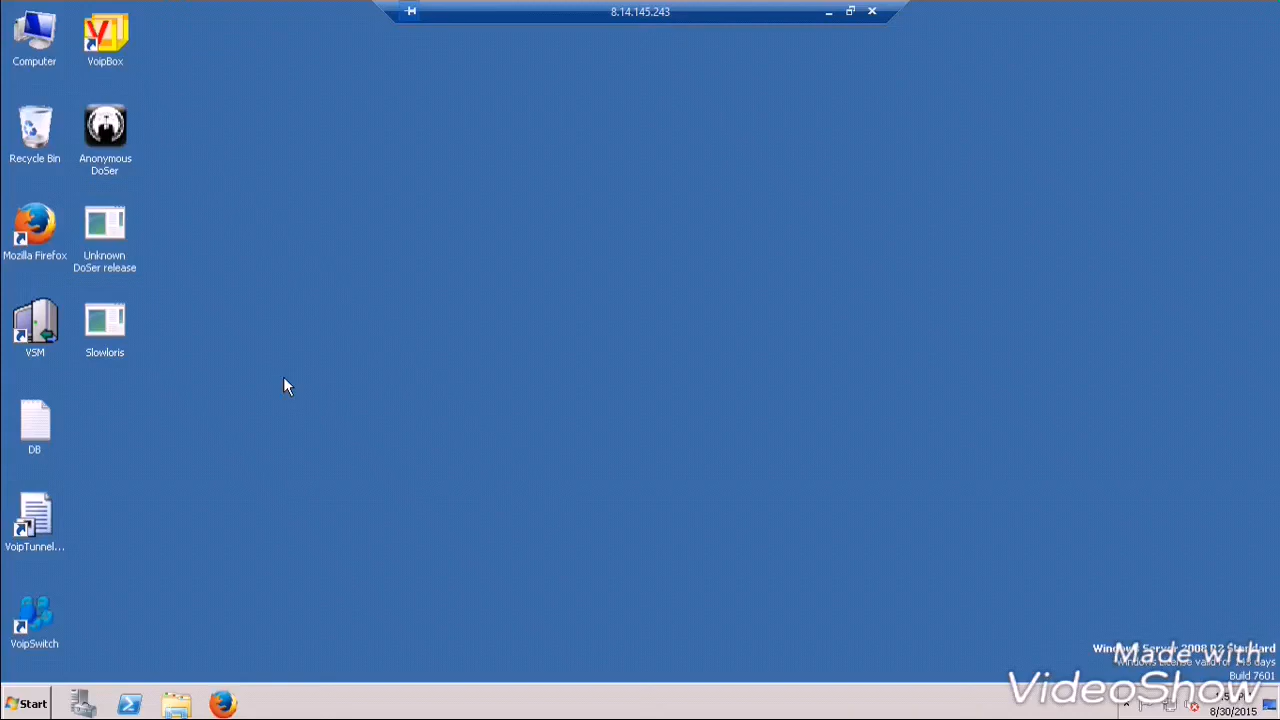 8.14.145.243
Computer
VoipBox
Recycle Bin
Anonymous
DoSer
Mozilla Firefox
Unknown
DoSer release
VSM
Slowloris
DB
VoipTunnel...
VoipSwitch
Windows Server 2008 R2 Standard
Windows License valid for 143 days
Build 7601
Made with
VideoShow
Start
8/30/2015